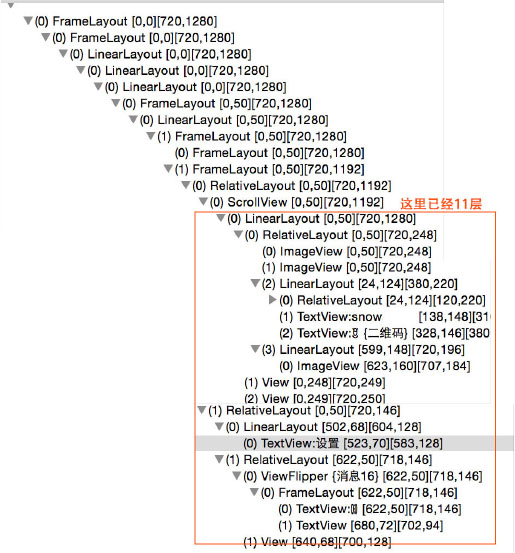 (0) FrameLayout [0,0][720,1280]
(0) FrameLayout [0,0][720,1280]
(0) LinearLayout [0,0][720,1280]
(0) LinearLayout [0,0][720,1280]
(0) LinearLayout [0,0][720,1280]
(0) FrameLayout [0,50][720,1280]
(0) LinearLayout [0,50][720,1280]
(1) FrameLayout [0,50][720,1280]
(0) FrameLayout [0,50][720,1280]
(1) FrameLayout [0,50][720,1192]
(0) RelativeLayout [0,50][720,1192]
(0) ScrollView [0,50][720,1192] 这里已经11层
(0) LinearLayout [0,50][720,1280]
(0) RelativeLayout [0,50][720,248]
(0) ImageView [0,50][720,248]
(1) ImageView [0,50][720,248]
(2) LinearLayout [24,124][380,220]
(0) RelativeLayout [24,124][120,220]
(1) TextView:snow [138,148][310
(2) TextView: {二维码} [328,146][380
(3) LinearLayout [599,148][720,196]
(0) ImageView [623,160][707,184]
(1) View [0,248][720,249]
(2) View [0,249][720,250]
(1) RelativeLayout [0,50][720,146]
(0) LinearLayout [502,68][604,128]
(0) TextView:设置 [523,70][583,128]
(1) RelativeLayout [622,50][718,146]
(0) ViewFlipper {消息16} [622,50][718,146]
(0) FrameLayout [622,50][718,146]
(0) TextView: [622,50][718,146]
(1) TextView [680,72][702,94]
(1) View [640,68][700,128]